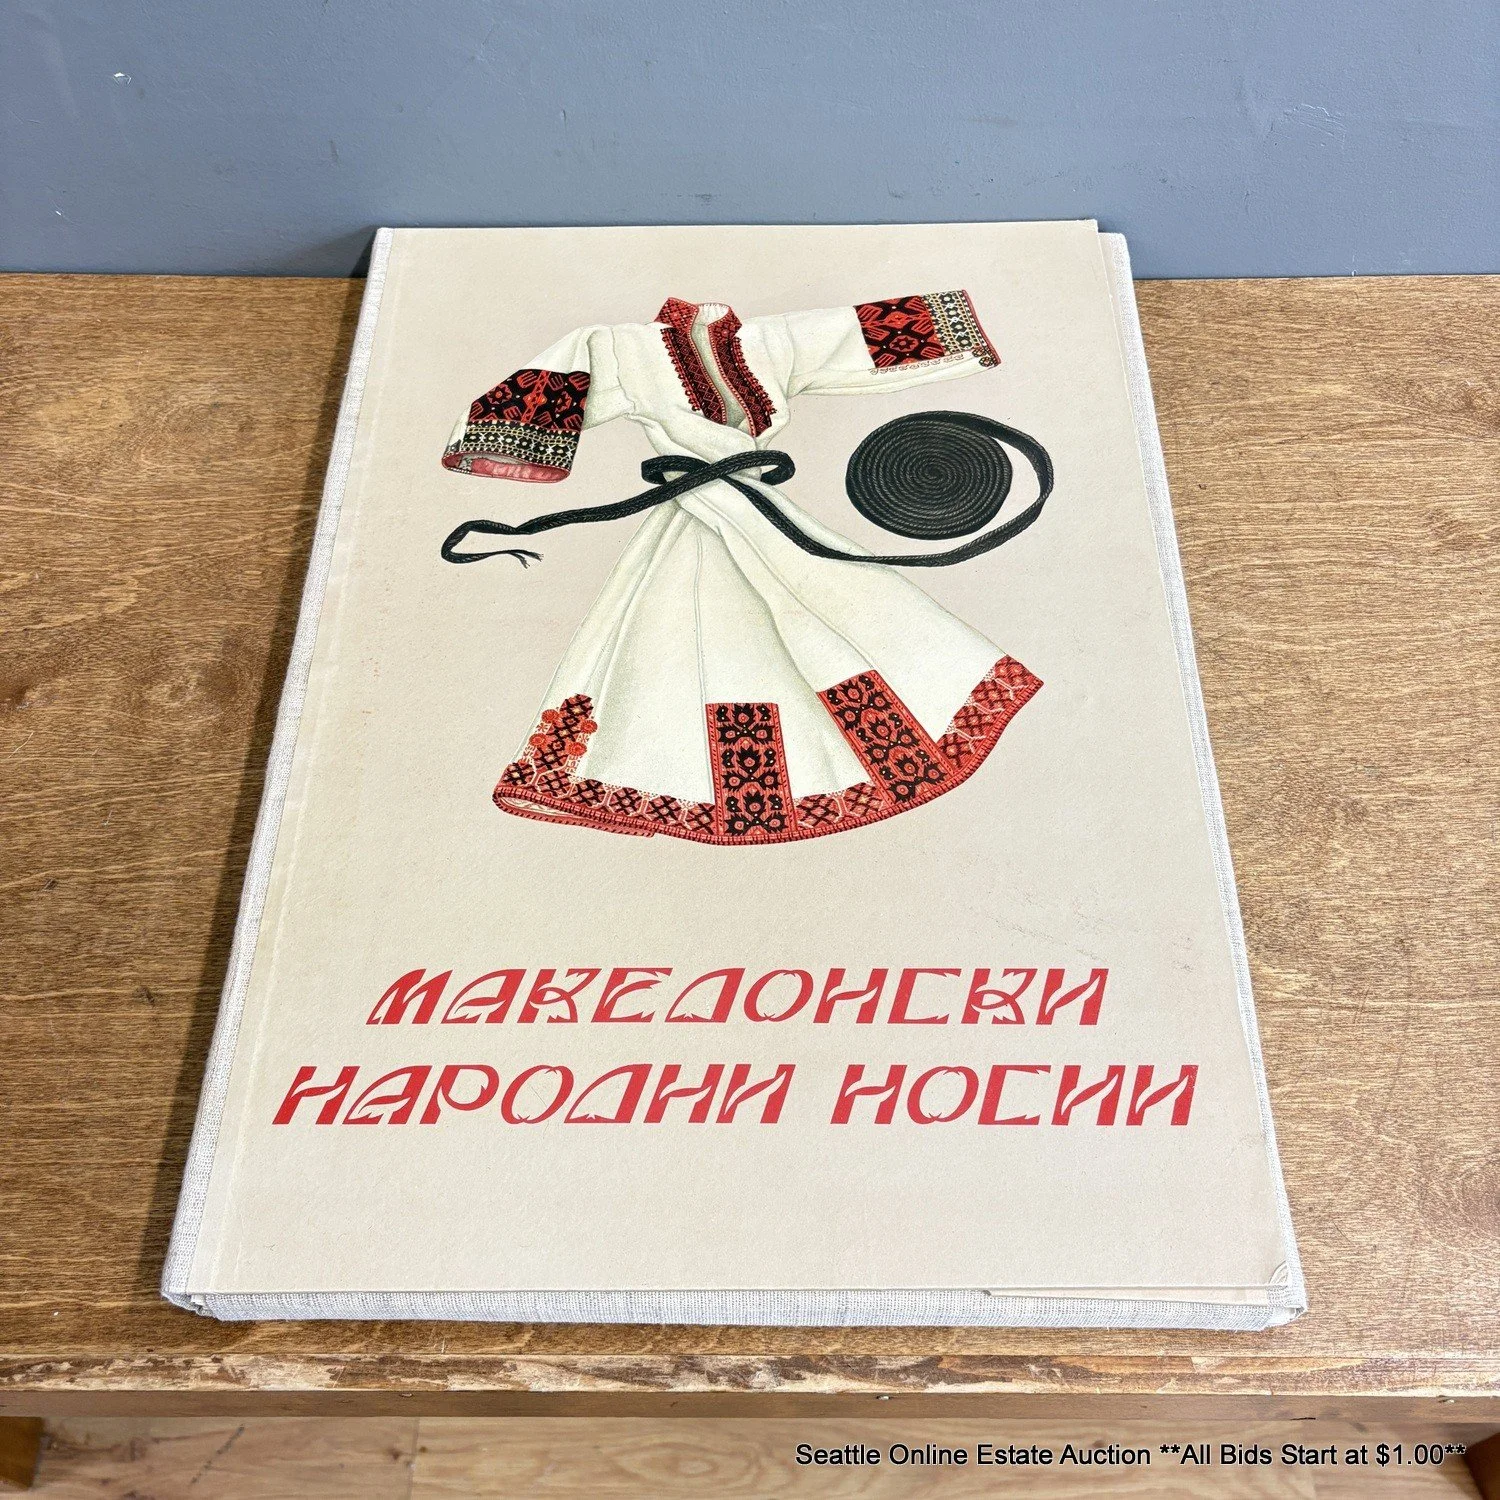 МАКЕДОНСКИ
НАРОДНИ НОСИИ
Seattle Online Estate Auction **All Bids Start at $1.00**